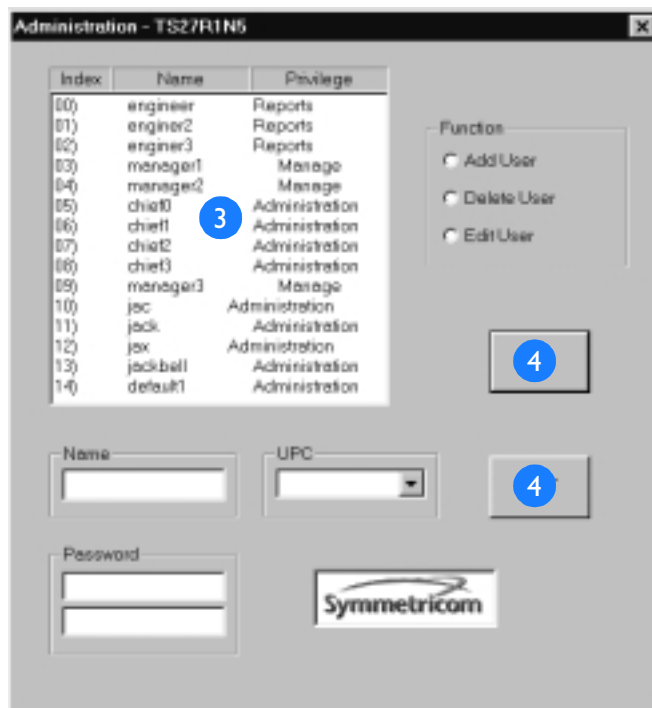 Administration - TS27R1N5
Index Name Privilege
00) engineer Reports
01) enginer2 Reports
02) enginer3 Reports
03) manager1 Manage
04) manager2 Manage
05) chief0 Administration
06) chief1 Administration
07) chief2 Administration
08) chief3 Administration
09) manager3 Manage
10) jac Administration
11) jack Administration
12) jax Administration
13) jackbell Administration
14) default1 Administration
3
Function
Add User
Delete User
Edit User
4
Name
UPC
4
Password
Symmetricom